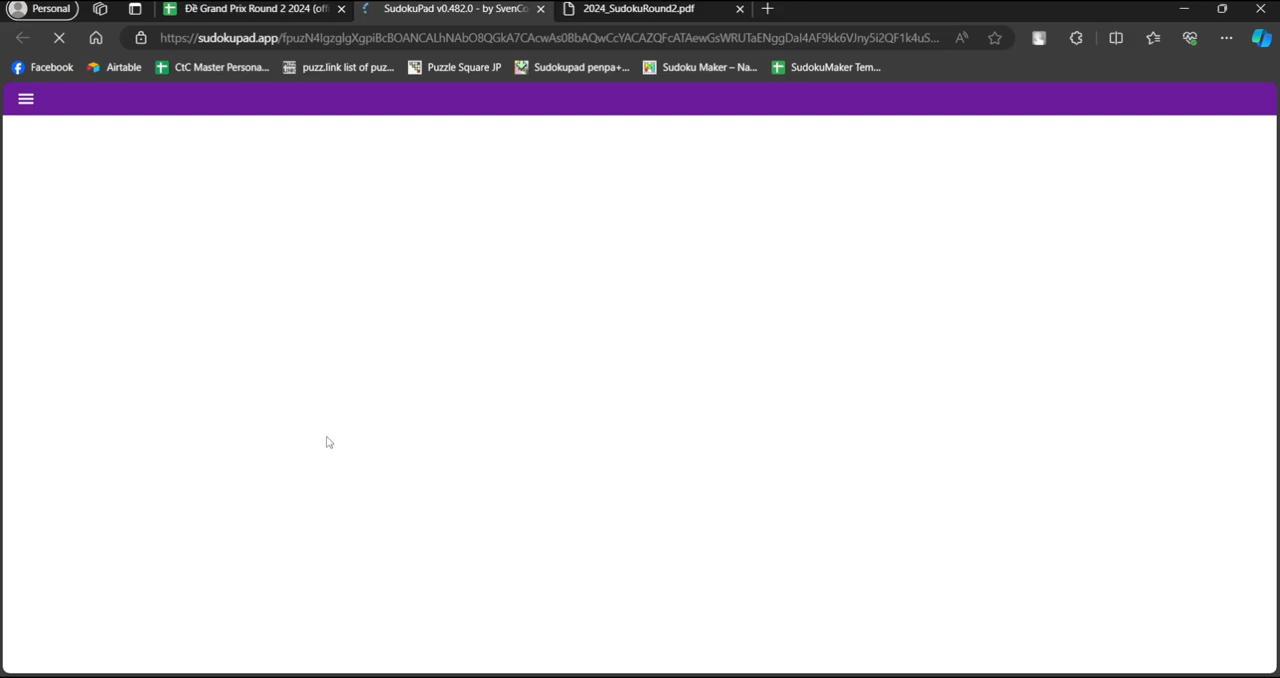 Personal
Đề Grand Prix Round 2 2024 (off
SudokuPad v0.482.0 - by SvenCo
2024_SudokuRound2.pdf
https://sudokupad.app/fpuzN4IgzglgXgpiBcBOANCALhNAbO8QGkA7CAcwAs0BbAQwCcYACAZQFcATAewGsWRUTaENggDaI4AF9kk6VJny5i2QF1k4uS...
Facebook
Airtable
CtC Master Persona...
puzz.link list of puz...
Puzzle Square JP
Sudokupad penpa+...
Sudoku Maker – Na...
SudokuMaker Tem...